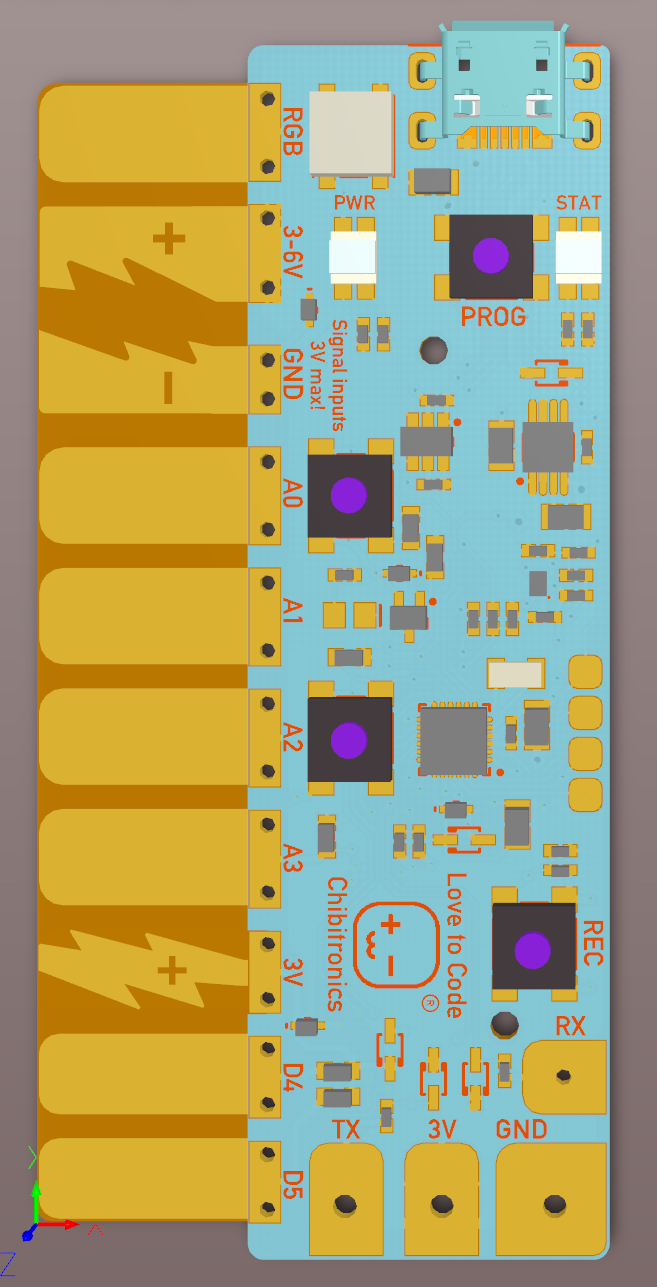 RGB
PWR
STAT
+
3-6V
PROG
Signal inputs
3V max!
−
GND
A0
A1
A2
A3
Chibitronics
Love to Code
®
+
3V
REC
RX
D4
TX
3V
GND
D5
X
Y
Z